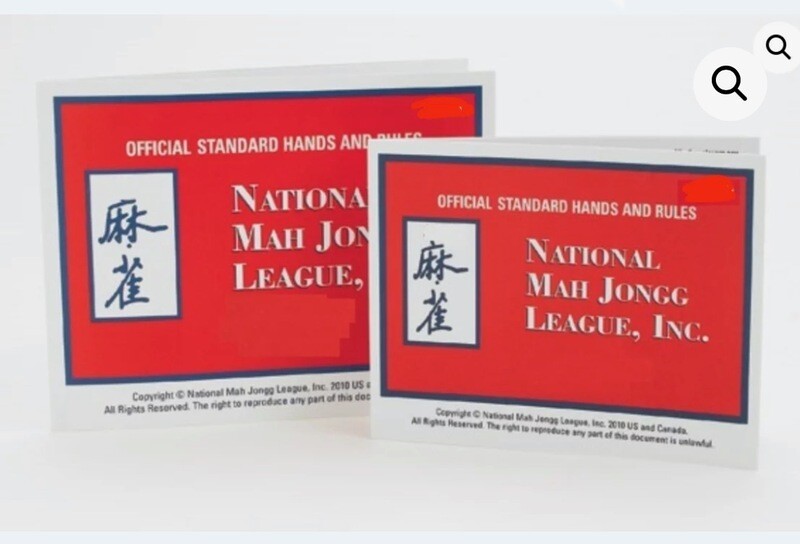 OFFICIAL STANDARD HANDS AND RULES
麻
雀
NATIONA
MAH JON
LEAGUE,
Copyright © National Mah Jongg League, Inc. 2010 US
All Rights Reserved. The right to reproduce any part of this
OFFICIAL STANDARD HANDS AND RULES
麻
雀
NATIONAL
MAH JONGG
LEAGUE, INC.
Copyright © National Mah Jongg League, Inc. 2010 US and Canada.
All Rights Reserved. The right to reproduce any part of this document is unlawful.